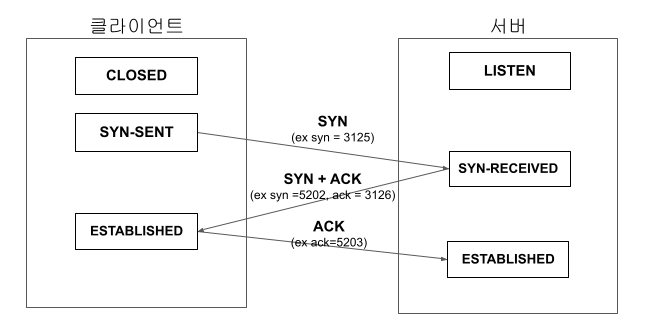 클라이언트
서버
CLOSED
LISTEN
SYN-SENT
SYN
(ex syn = 3125)
SYN-RECEIVED
SYN + ACK
(ex syn =5202, ack = 3126)
ESTABLISHED
ACK
(ex ack=5203)
ESTABLISHED